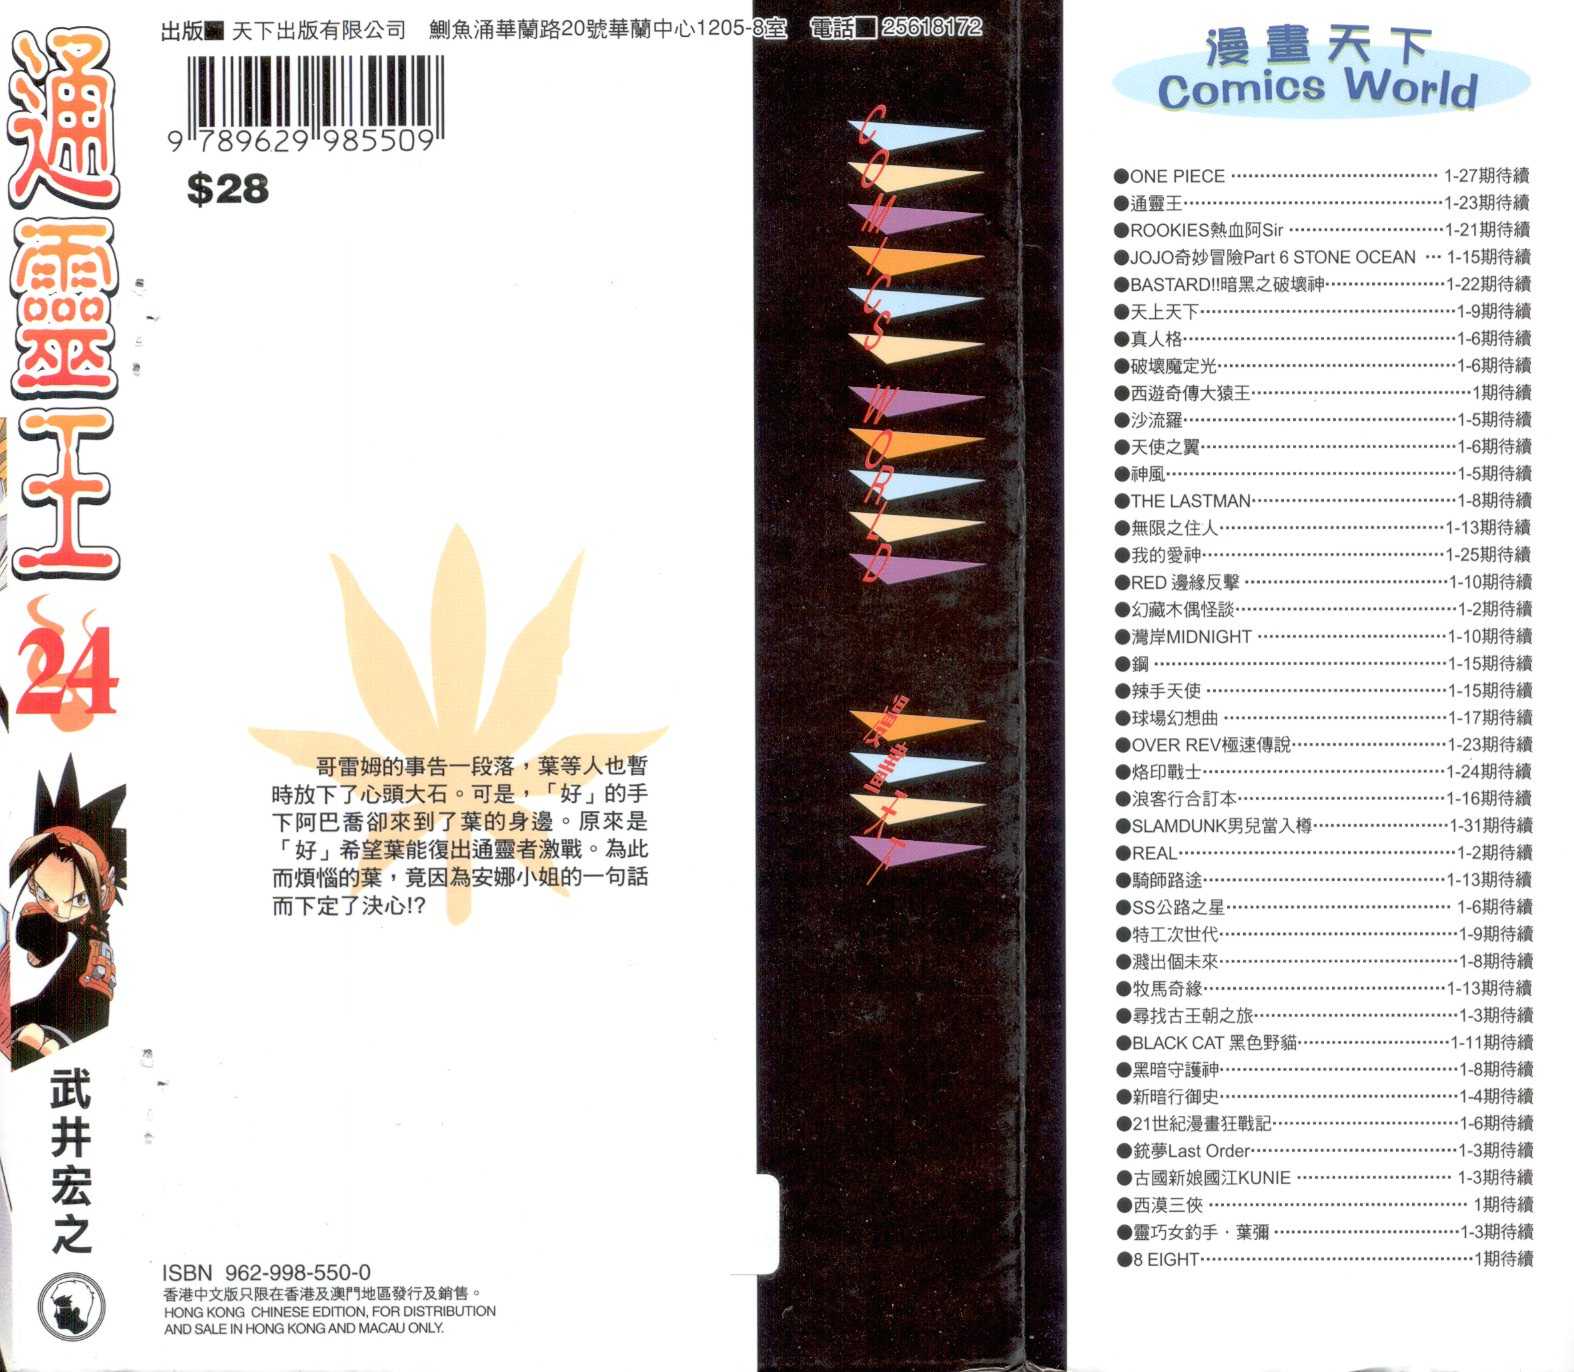 通靈王
24
武井宏之
出版■ 天下出版有限公司　鰂魚涌華蘭路20號華蘭中心1205-8室　電話■ 25618172
9 789629 985509
$28
哥雷姆的事告一段落，葉等人也暫
時放下了心頭大石。可是，「好」的手
下阿巴喬卻來到了葉的身邊。原來是
「好」希望葉能復出通靈者激戰。為此
而煩惱的葉，竟因為安娜小姐的一句話
而下定了決心!?
ISBN 962-998-550-0
香港中文版只限在香港及澳門地區發行及銷售。
HONG KONG CHINESE EDITION, FOR DISTRIBUTION
AND SALE IN HONG KONG AND MACAU ONLY.
COMICS WORLD
漫畫天下
漫畫天下
Comics World
●ONE PIECE ⋯⋯⋯⋯ 1-27期待續
●通靈王⋯⋯⋯⋯1-23期待續
●ROOKIES熱血阿Sir ⋯⋯⋯⋯1-21期待續
●JOJO奇妙冒險Part 6 STONE OCEAN ⋯ 1-15期待續
●BASTARD!!暗黑之破壞神⋯⋯⋯⋯1-22期待續
●天上天下⋯⋯⋯⋯1-9期待續
●真人格⋯⋯⋯⋯1-6期待續
●破壞魔定光⋯⋯⋯⋯1-6期待續
●西遊奇傳大猿王⋯⋯⋯⋯1期待續
●沙流羅⋯⋯⋯⋯1-5期待續
●天使之翼⋯⋯⋯⋯1-6期待續
●神風⋯⋯⋯⋯1-5期待續
●THE LASTMAN⋯⋯⋯⋯1-8期待續
●無限之住人⋯⋯⋯⋯1-13期待續
●我的愛神⋯⋯⋯⋯1-25期待續
●RED 邊緣反擊 ⋯⋯⋯⋯1-10期待續
●幻藏木偶怪談⋯⋯⋯⋯1-2期待續
●灣岸MIDNIGHT ⋯⋯⋯⋯1-10期待續
●鋼 ⋯⋯⋯⋯1-15期待續
●辣手天使 ⋯⋯⋯⋯1-15期待續
●球場幻想曲 ⋯⋯⋯⋯1-17期待續
●OVER REV極速傳說⋯⋯⋯⋯1-23期待續
●烙印戰士⋯⋯⋯⋯1-24期待續
●浪客行合訂本⋯⋯⋯⋯1-16期待續
●SLAMDUNK男兒當入樽⋯⋯⋯⋯1-31期待續
●REAL⋯⋯⋯⋯1-2期待續
●騎師路途⋯⋯⋯⋯1-13期待續
●SS公路之星⋯⋯⋯⋯ 1-6期待續
●特工次世代⋯⋯⋯⋯1-9期待續
●濺出個未來⋯⋯⋯⋯1-8期待續
●牧馬奇緣⋯⋯⋯⋯1-13期待續
●尋找古王朝之旅⋯⋯⋯⋯1-3期待續
●BLACK CAT 黑色野貓⋯⋯⋯⋯1-11期待續
●黑暗守護神⋯⋯⋯⋯1-8期待續
●新暗行御史⋯⋯⋯⋯1-4期待續
●21世紀漫畫狂戰記⋯⋯⋯⋯1-6期待續
●銃夢Last Order⋯⋯⋯⋯1-3期待續
●古國新娘國江KUNIE ⋯⋯⋯⋯ 1-3期待續
●西漠三俠 ⋯⋯⋯⋯ 1期待續
●靈巧女釣手．葉彌 ⋯⋯⋯⋯1-3期待續
●8 EIGHT⋯⋯⋯⋯1期待續